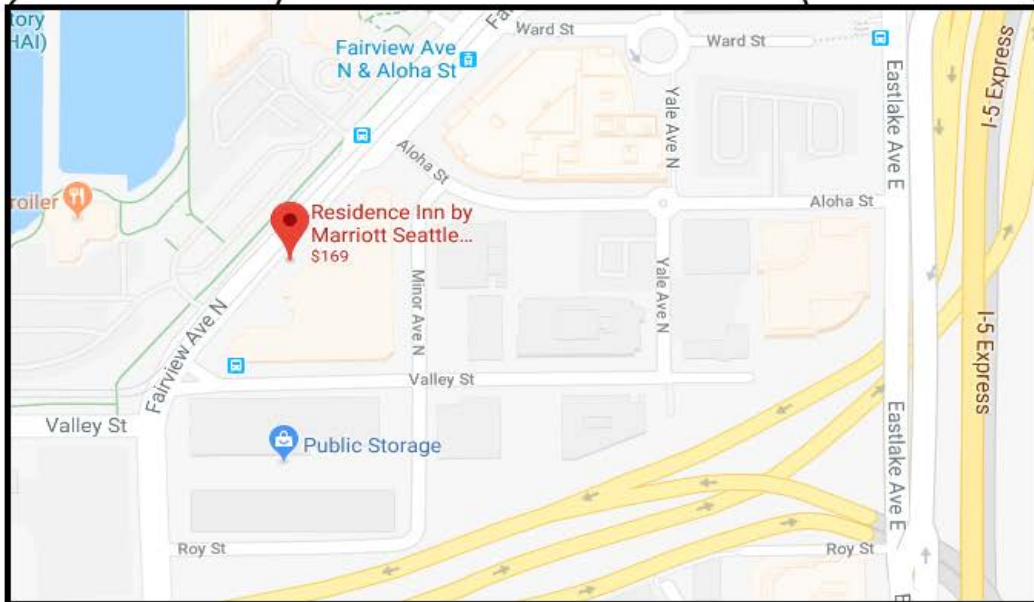 tory
HAI)
Fa
Ward St
Ward St
Fairview Ave
N & Aloha St
Eastlake Ave E
I-5 Express
Yale Ave N
Aloha St
Aloha St
roiler
Residence Inn by
Marriott Seattle...
$169
Minor Ave N
Yale Ave N
I-5 Express
Fairview Ave N
Valley St
Valley St
Eastlake Ave E
Public Storage
Roy St
Roy St
E